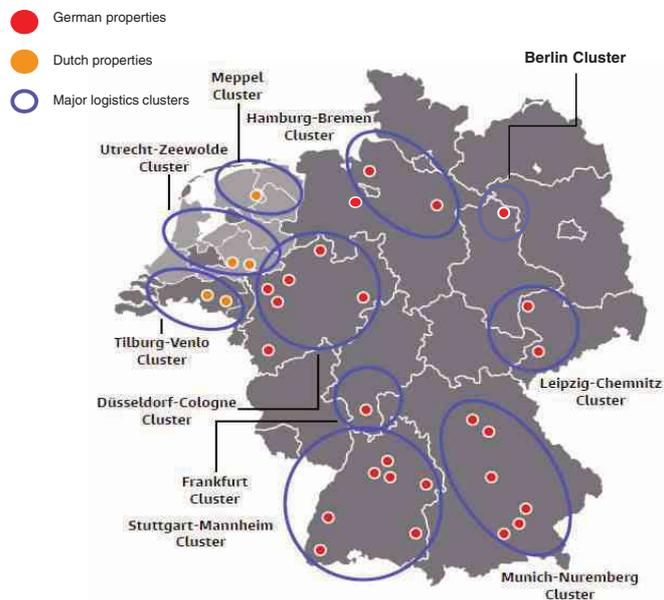 German properties
Dutch properties
Major logistics clusters
Berlin Cluster
Meppel
Cluster
Hamburg-Bremen
Cluster
Utrecht-Zeewolde
Cluster
Tilburg-Venlo
Cluster
Düsseldorf-Cologne
Cluster
Leipzig-Chemnitz
Cluster
Frankfurt
Cluster
Stuttgart-Mannheim
Cluster
Munich-Nuremberg
Cluster